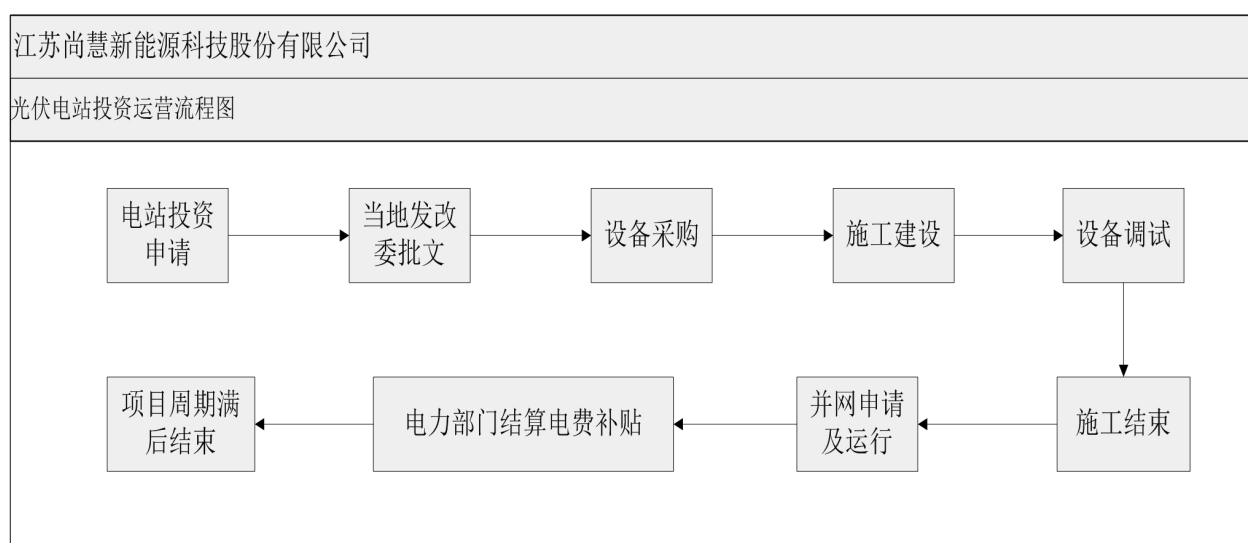 江苏尚慧新能源科技股份有限公司
光伏电站投资运营流程图
电站投资
申请
当地发改
委批文
设备采购
施工建设
设备调试
项目周期满
后结束
电力部门结算电费补贴
并网申请
及运行
施工结束